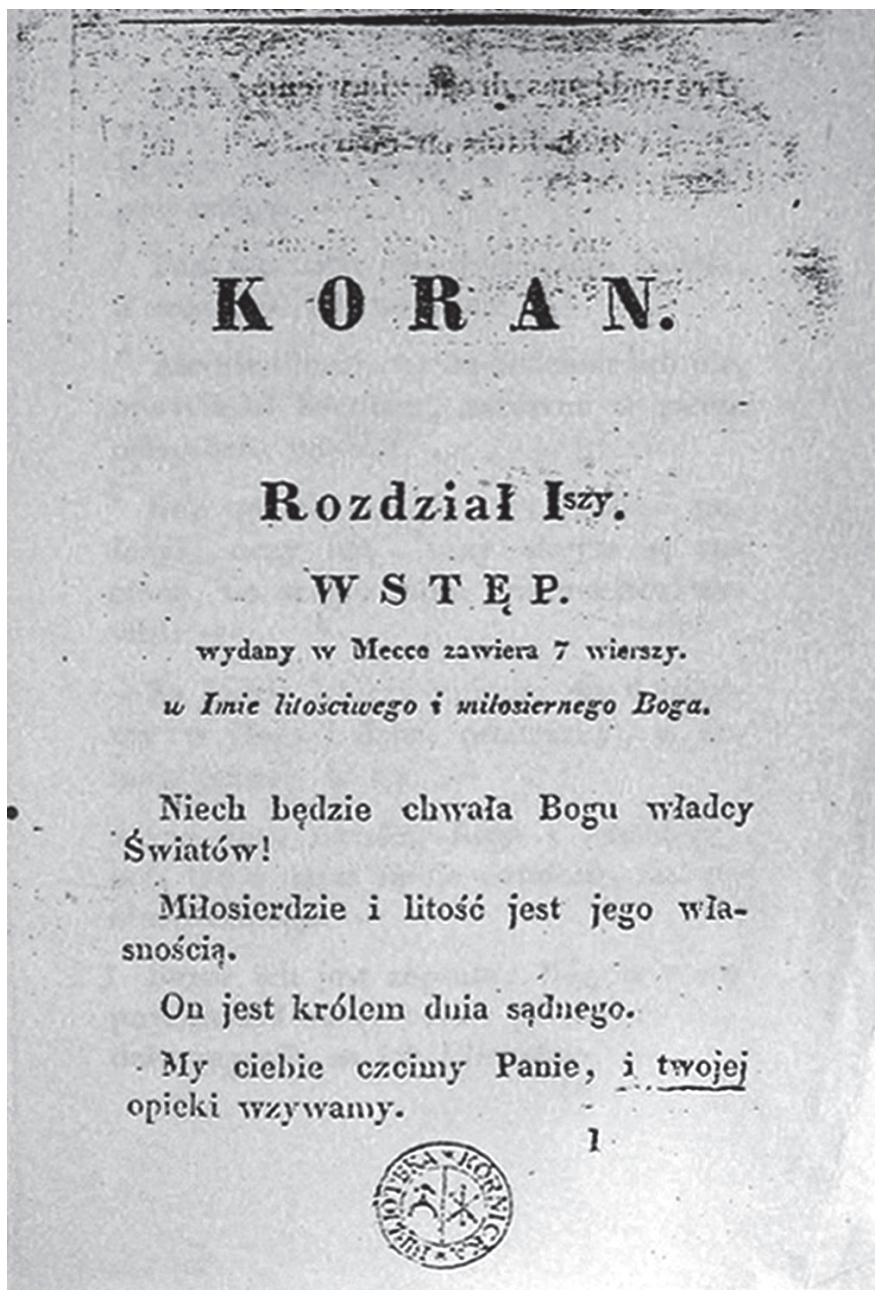 KORAN.
Rozdział Iszy.
WSTĘP.
wydany w Mecce zawiera 7 wierszy.
w Imie litościwego i miłosiernego Boga.
Niech będzie chwała Bogu władcy
Światów!
Miłosierdzie i litość jest jego wła-
snością.
On jest królem dnia sądnego.
My ciebie czcimy Panie, i twojej
opieki wzywamy.
1
BIBLIOTEKA KÓRNICKA